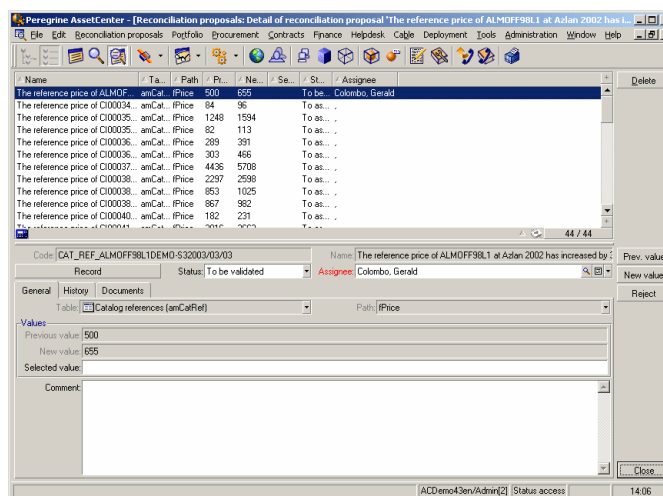 Peregrine AssetCenter - [Reconciliation proposals: Detail of reconciliation proposal 'The reference price of ALMOFF98L1 at Azlan 2002 has i...
File Edit Reconciliation proposals Portfolio Procurement Contracts Finance Helpdesk Cable Deployment Tools Administration Window Help
Name Ta... Path Pr... Ne... Se... St... Assignee
The reference price of ALMOF... amCat... fPrice 500 655 To be... Colombo, Gerald
The reference price of CI00034... amCat... fPrice 84 96 To as... ,
The reference price of CI00035... amCat... fPrice 1248 1594 To as... ,
The reference price of CI00035... amCat... fPrice 82 113 To as... ,
The reference price of CI00036... amCat... fPrice 289 391 To as... ,
The reference price of CI00036... amCat... fPrice 303 466 To as... ,
The reference price of CI00037... amCat... fPrice 4436 5708 To as... ,
The reference price of CI00038... amCat... fPrice 2297 2598 To as... ,
The reference price of CI00038... amCat... fPrice 853 1025 To as... ,
The reference price of CI00038... amCat... fPrice 867 982 To as... ,
The reference price of CI00040... amCat... fPrice 182 231 To as... ,
44 / 44
Delete
Code: CAT_REF_ALMOFF98L1DEMO-S32003/03/03 Name: The reference price of ALMOFF98L1 at Azlan 2002 has increased by
Prev. value
Record Status: To be validated Assignee: Colombo, Gerald
New value
General History Documents
Reject
Table: Catalog references (amCatRef) Path: fPrice
Values
Previous value: 500
New value: 655
Selected value:
Comment:
Close
ACDemo43en/Admin[2] Status access 14:06